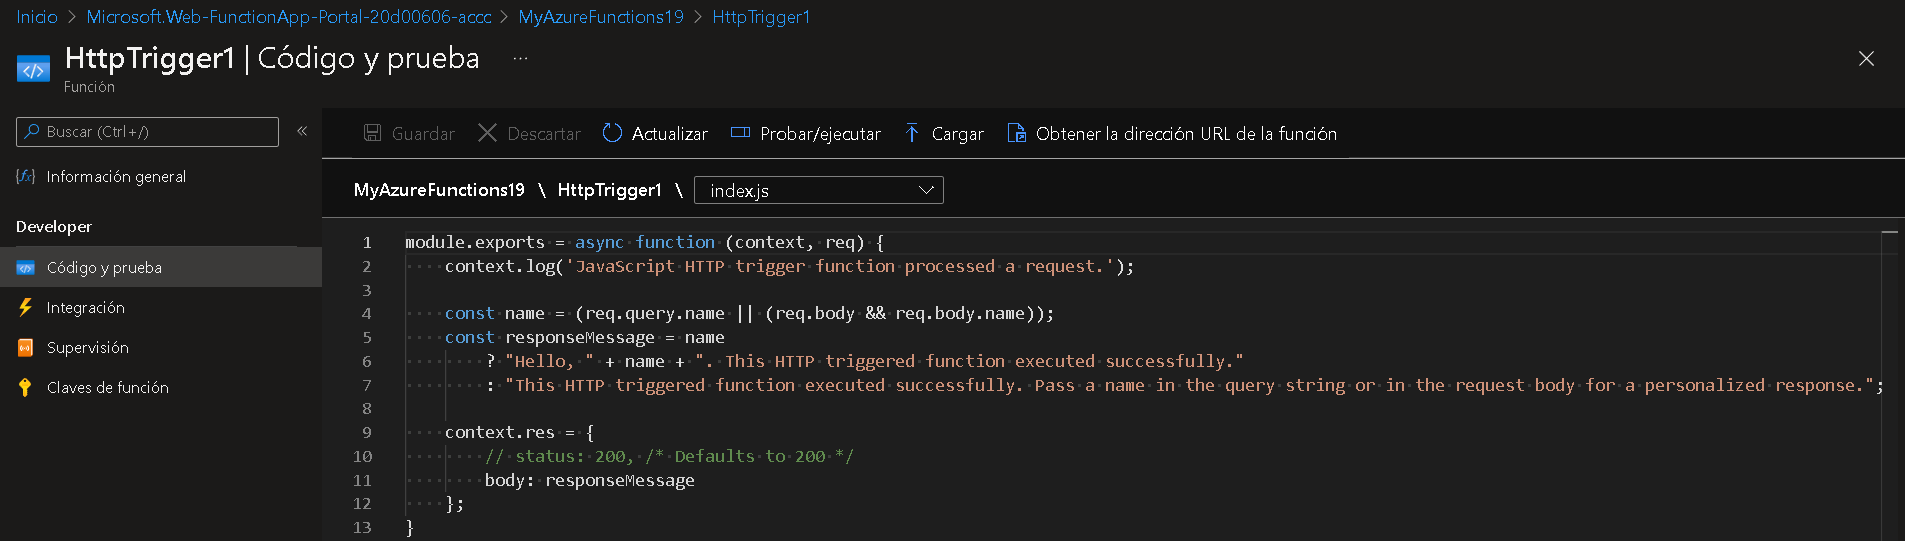 Inicio > Microsoft.Web-FunctionApp-Portal-20d00606-accc > MyAzureFunctions19 > HttpTrigger1
HttpTrigger1 | Código y prueba ...
Función
Buscar (Ctrl+/)
«
Guardar
Descartar
Actualizar
Probar/ejecutar
Cargar
Obtener la dirección URL de la función
{fx} Información general
Developer
Código y prueba
Integración
Supervisión
Claves de función
MyAzureFunctions19 \ HttpTrigger1 \ index.js
1 module.exports = async function (context, req) {
2     context.log('JavaScript HTTP trigger function processed a request.');
3
4     const name = (req.query.name || (req.body && req.body.name));
5     const responseMessage = name
6         ? "Hello, " + name + ". This HTTP triggered function executed successfully."
7         : "This HTTP triggered function executed successfully. Pass a name in the query string or in the request body for a personalized response.";
8
9     context.res = {
10         // status: 200, /* Defaults to 200 */
11         body: responseMessage
12     };
13 }